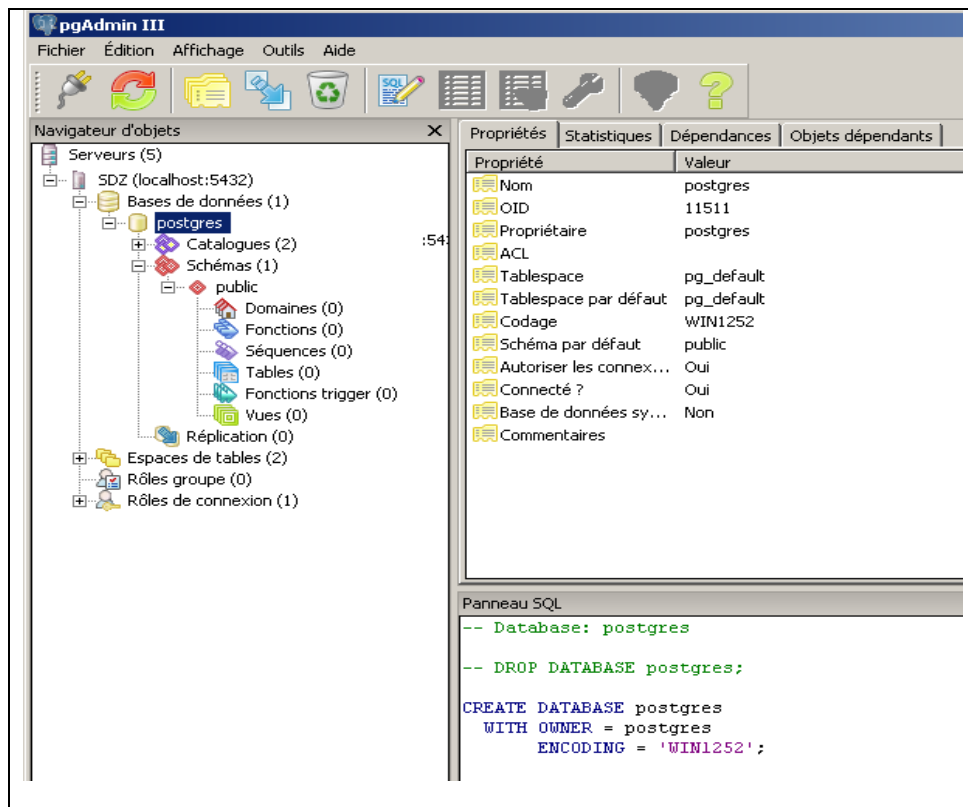 pgAdmin III
Fichier Édition Affichage Outils Aide
SQL
Navigateur d'objets X
Serveurs (5)
SDZ (localhost:5432)
Bases de données (1)
postgres
Catalogues (2)
:543
Schémas (1)
public
Domaines (0)
Fonctions (0)
Séquences (0)
Tables (0)
Fonctions trigger (0)
Vues (0)
Réplication (0)
Espaces de tables (2)
Rôles groupe (0)
Rôles de connexion (1)
Propriétés Statistiques Dépendances Objets dépendants
Propriété Valeur
Nom postgres
OID 11511
Propriétaire postgres
ACL
Tablespace pg_default
Tablespace par défaut pg_default
Codage WIN1252
Schéma par défaut public
Autoriser les connex... Oui
Connecté ? Oui
Base de données sy... Non
Commentaires
Panneau SQL
-- Database: postgres
-- DROP DATABASE postgres;
CREATE DATABASE postgres
WITH OWNER = postgres
ENCODING = 'WIN1252';